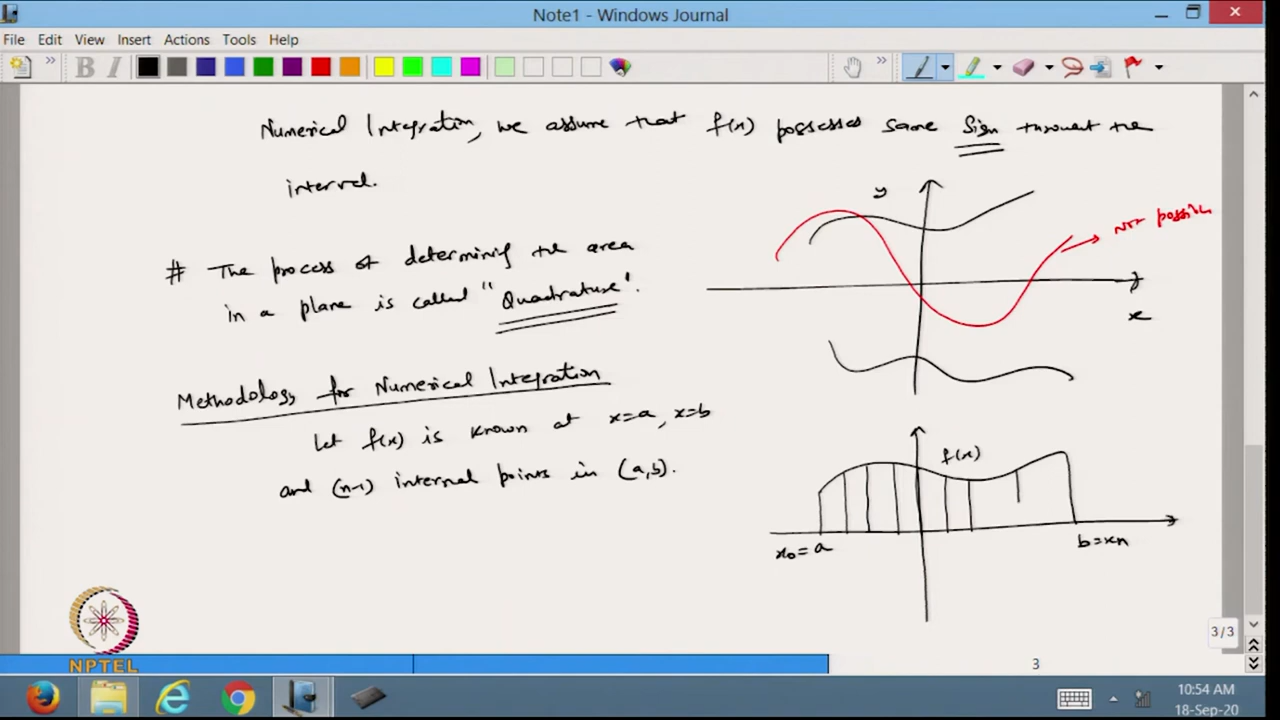 Note1 - Windows Journal
File Edit View Insert Actions Tools Help
Numerical Integration, we assume that f(x) possesses same Sign throuout the
interval.
y
Not possible
x
# The process of determining the area
in a plane is called "Quadrature".
Methodology for Numerical Integration
Let f(x) is known at x=a, x=b
and (n-1) internal points in (a,b).
f(x)
x0 = a
b = xn
3/3
NPTEL
3
10:54 AM
18-Sep-20